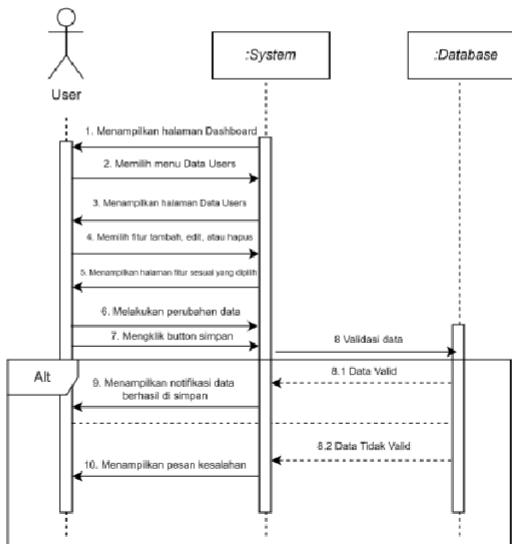 :System
:Database
User
1. Menampilkan halaman Dashboard
2. Memilih menu Data Users
3. Menampilkan halaman Data Users
4. Memilih fitur tambah, edit, atau hapus
5. Menampilkan halaman fitur sesuai yang dipilih
6. Melakukan perubahan data
7. Mengklik button simpan
8 Validasi data
Alt
8.1 Data Valid
9. Menampilkan notifikasi data
berhasil di simpan
8.2 Data Tidak Valid
10. Menampilkan pesan kesalahan